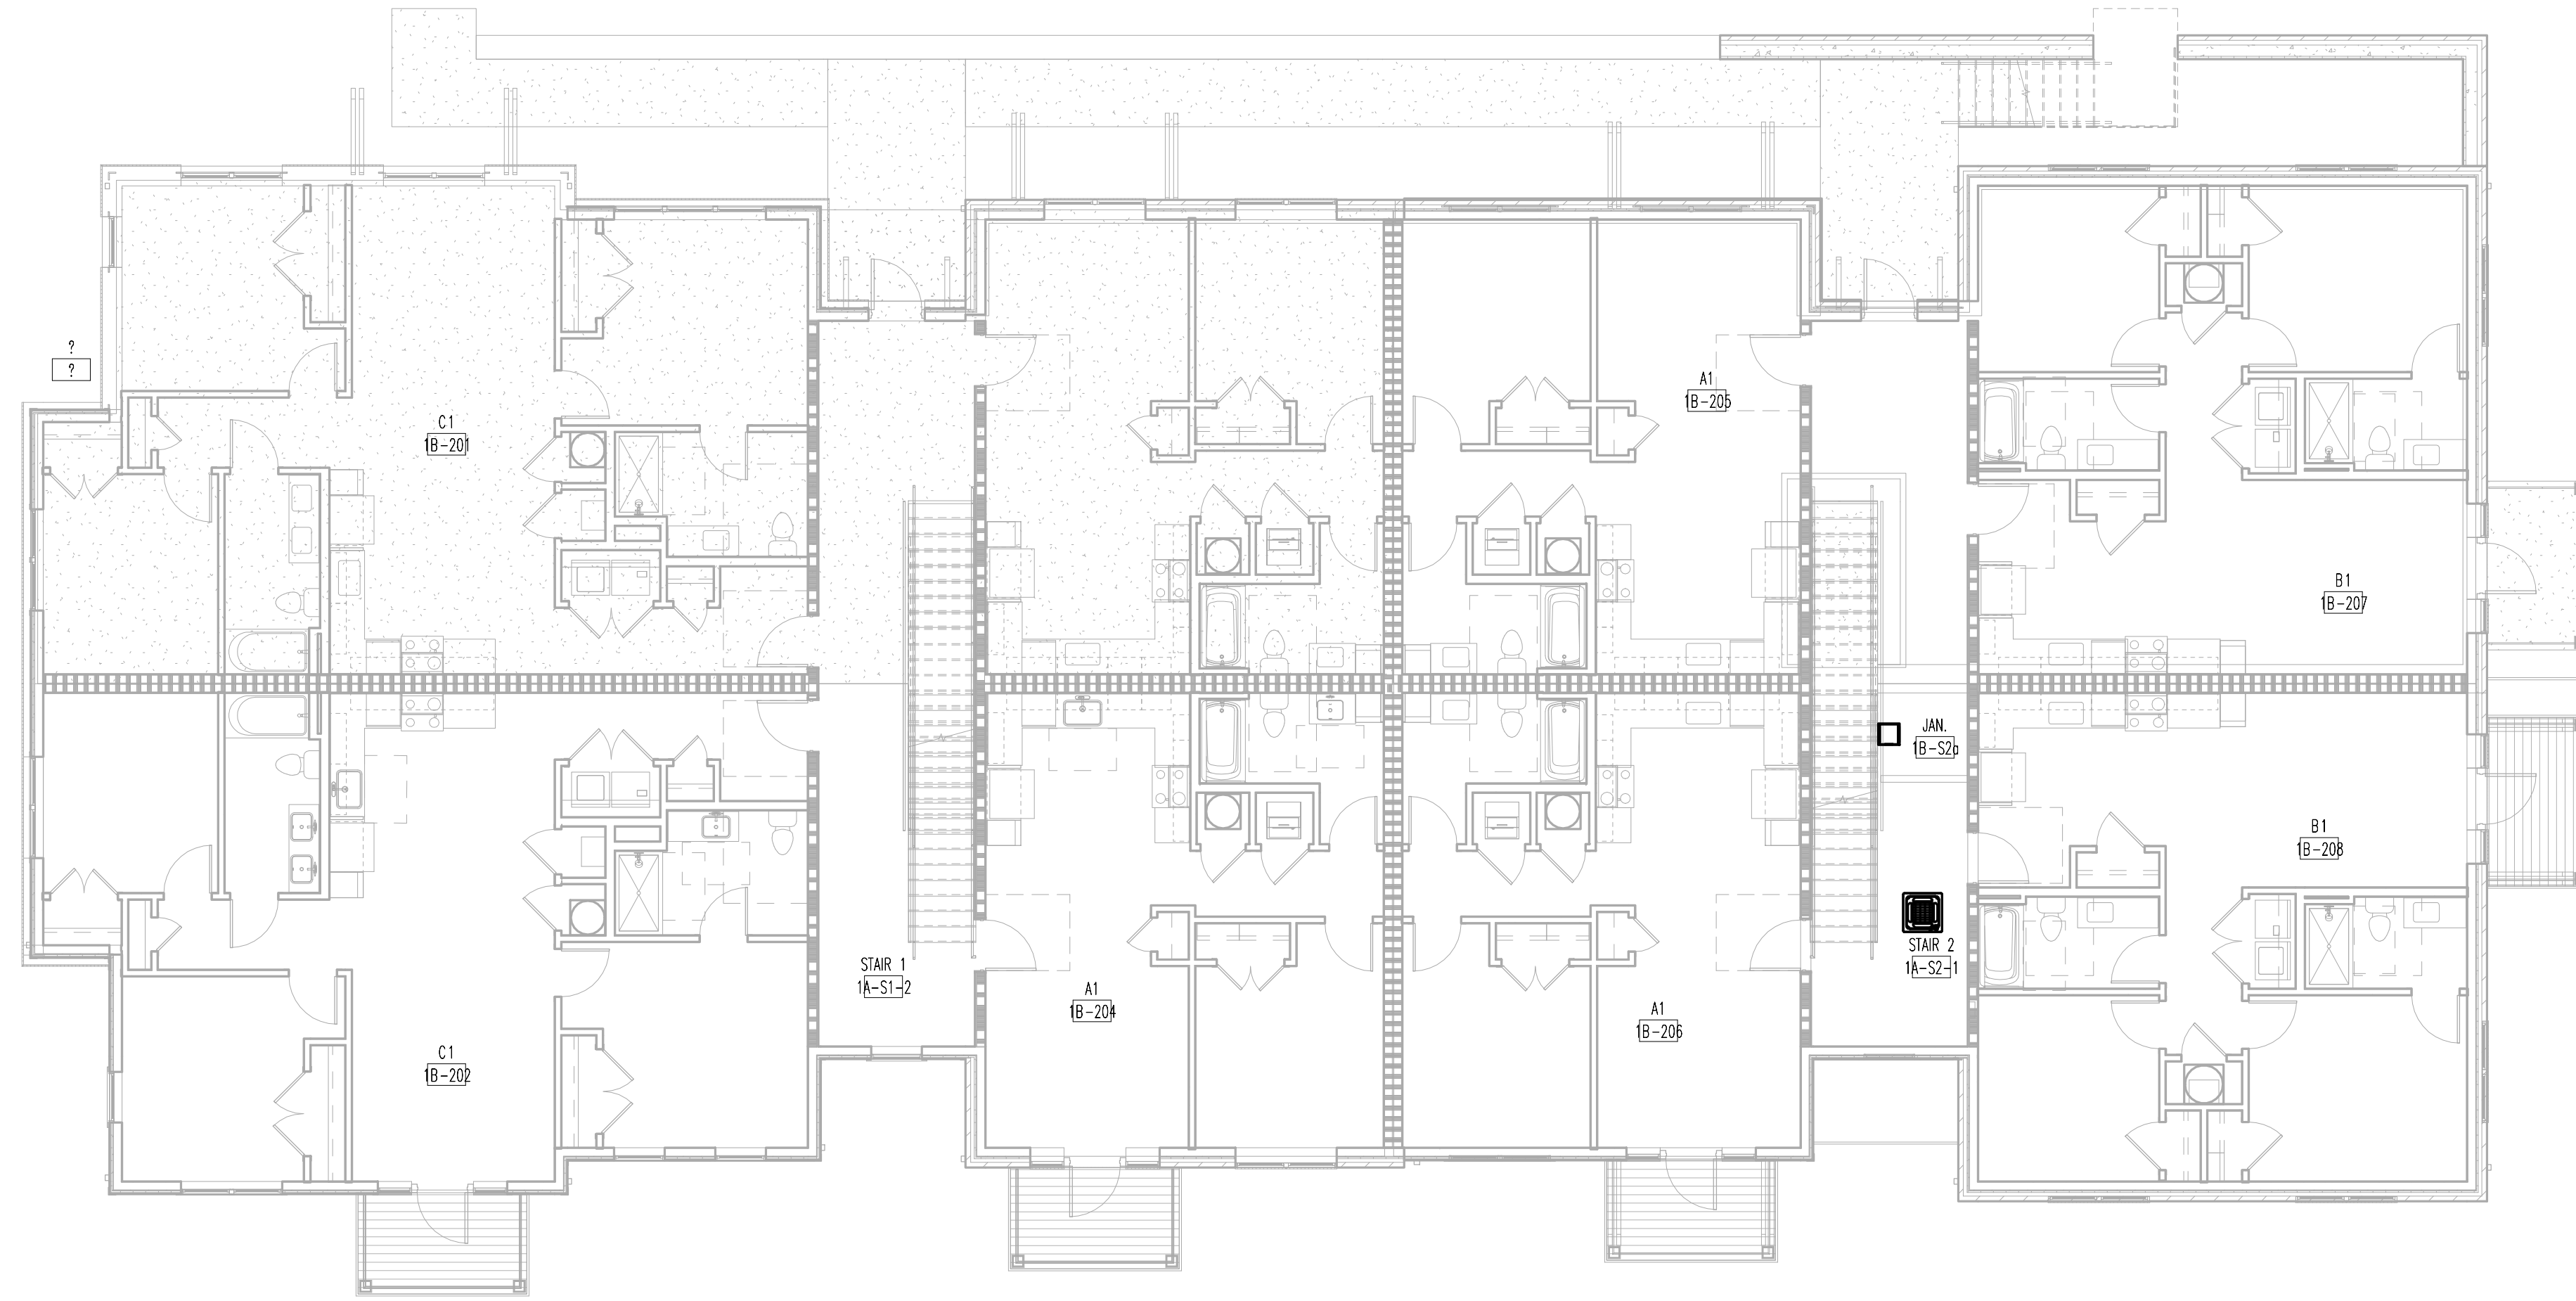 ?
?
C1
1B-201
A1
1B-205
B1
1B-207
JAN.
1B-S2a
B1
1B-208
STAIR 2
1A-S2-1
STAIR 1
1A-S1-2
A1
1B-204
A1
1B-206
C1
1B-202